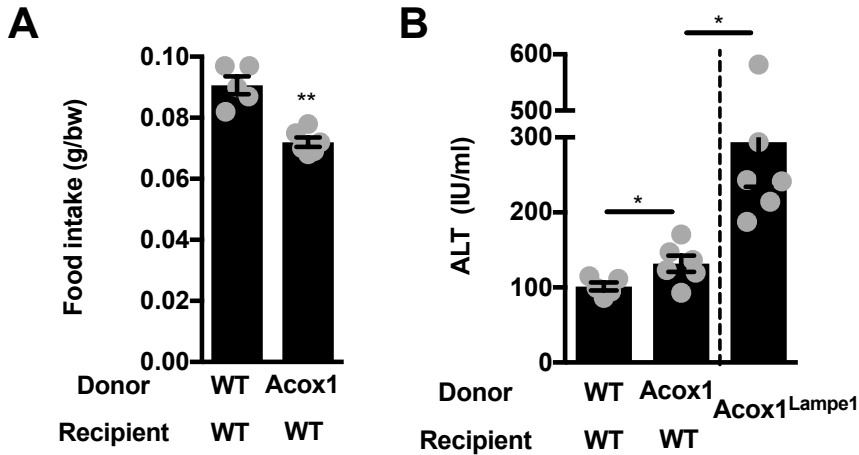 A
Food intake (g/bw)
0.10
0.08
0.06
0.04
0.02
0.00
**
Donor WT Acox1
Recipient WT WT
B
ALT (IU/ml)
600
500
300
200
100
0
*
*
Donor WT Acox1
Recipient WT WT
Acox1Lampe1